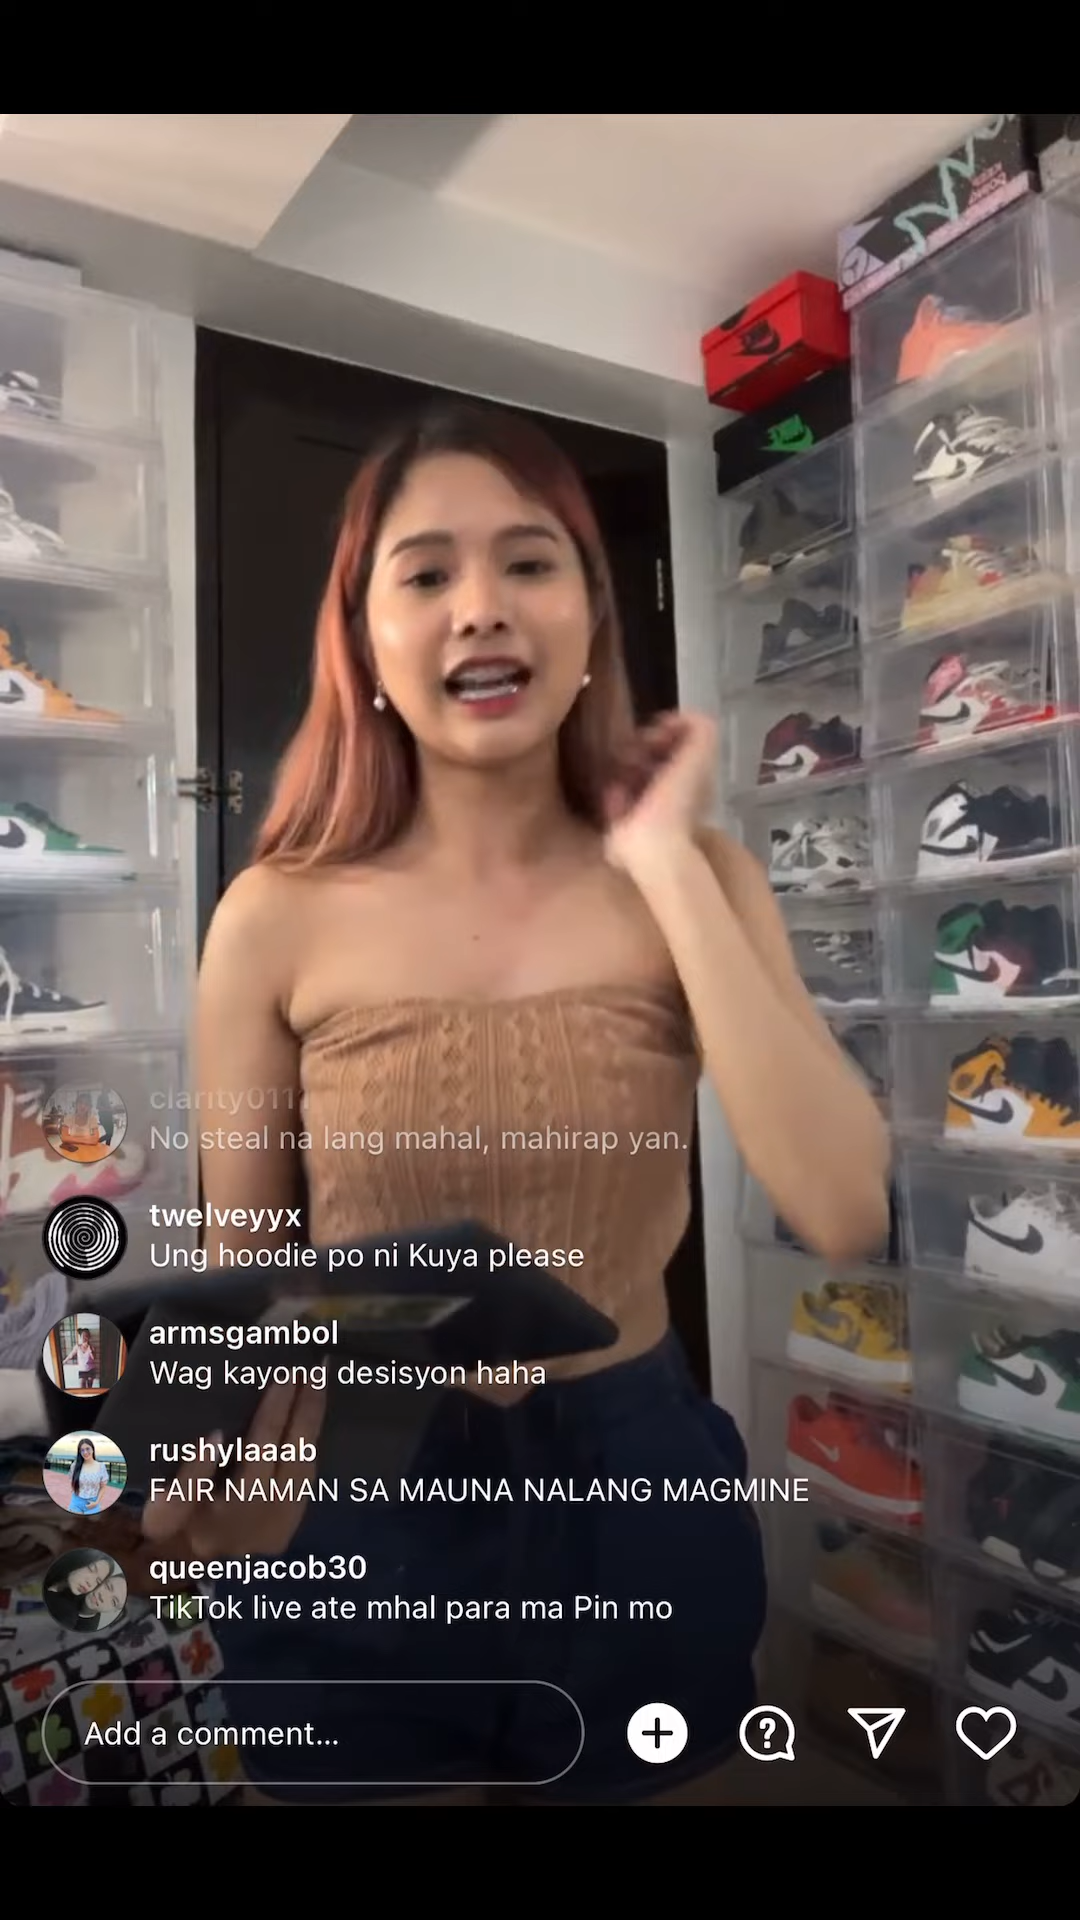 clarity0111
No steal na lang mahal, mahirap yan.
twelveyyx
Ung hoodie po ni Kuya please
armsgambol
Wag kayong desisyon haha
rushylaaab
FAIR NAMAN SA MAUNA NALANG MAGMINE
queenjacob30
TikTok live ate mhal para ma Pin mo
Add a comment...